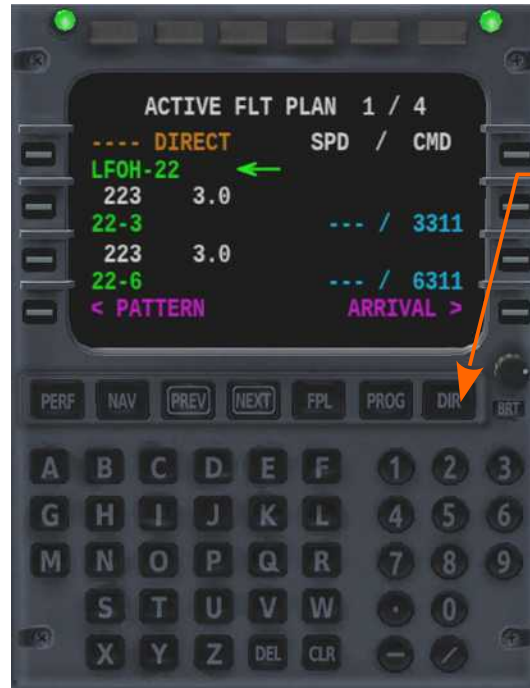 ACTIVE FLT PLAN 1 / 4
---- DIRECT SPD / CMD
LFOH-22 ←
223 3.0
22-3 --- / 3311
223 3.0
22-6 --- / 6311
< PATTERN ARRIVAL >
PERF NAV PREV NEXT FPL PROG DIR BRT
A B C D E F 1 2 3
G H I J K L 4 5 6
M N O P Q R 7 8 9
S T U V W · 0
X Y Z DEL CLR - /